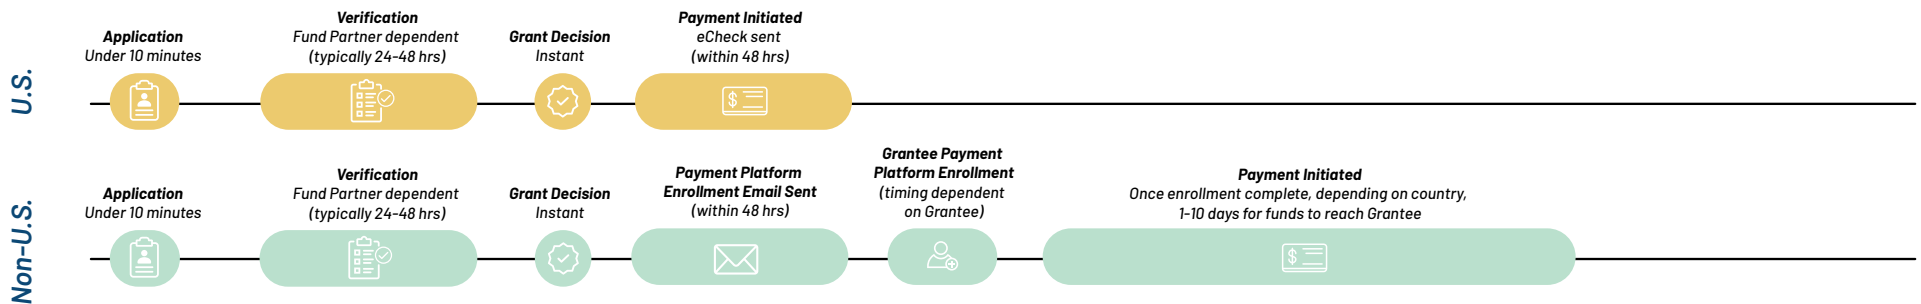 U.S.
Application
Under 10 minutes
Verification
Fund Partner dependent
(typically 24-48 hrs)
Grant Decision
Instant
Payment Initiated
eCheck sent
(within 48 hrs)
$
Non-U.S.
Application
Under 10 minutes
Verification
Fund Partner dependent
(typically 24-48 hrs)
Grant Decision
Instant
Payment Platform
Enrollment Email Sent
(within 48 hrs)
Grantee Payment
Platform Enrollment
(timing dependent
on Grantee)
Payment Initiated
Once enrollment complete, depending on country,
1-10 days for funds to reach Grantee
$